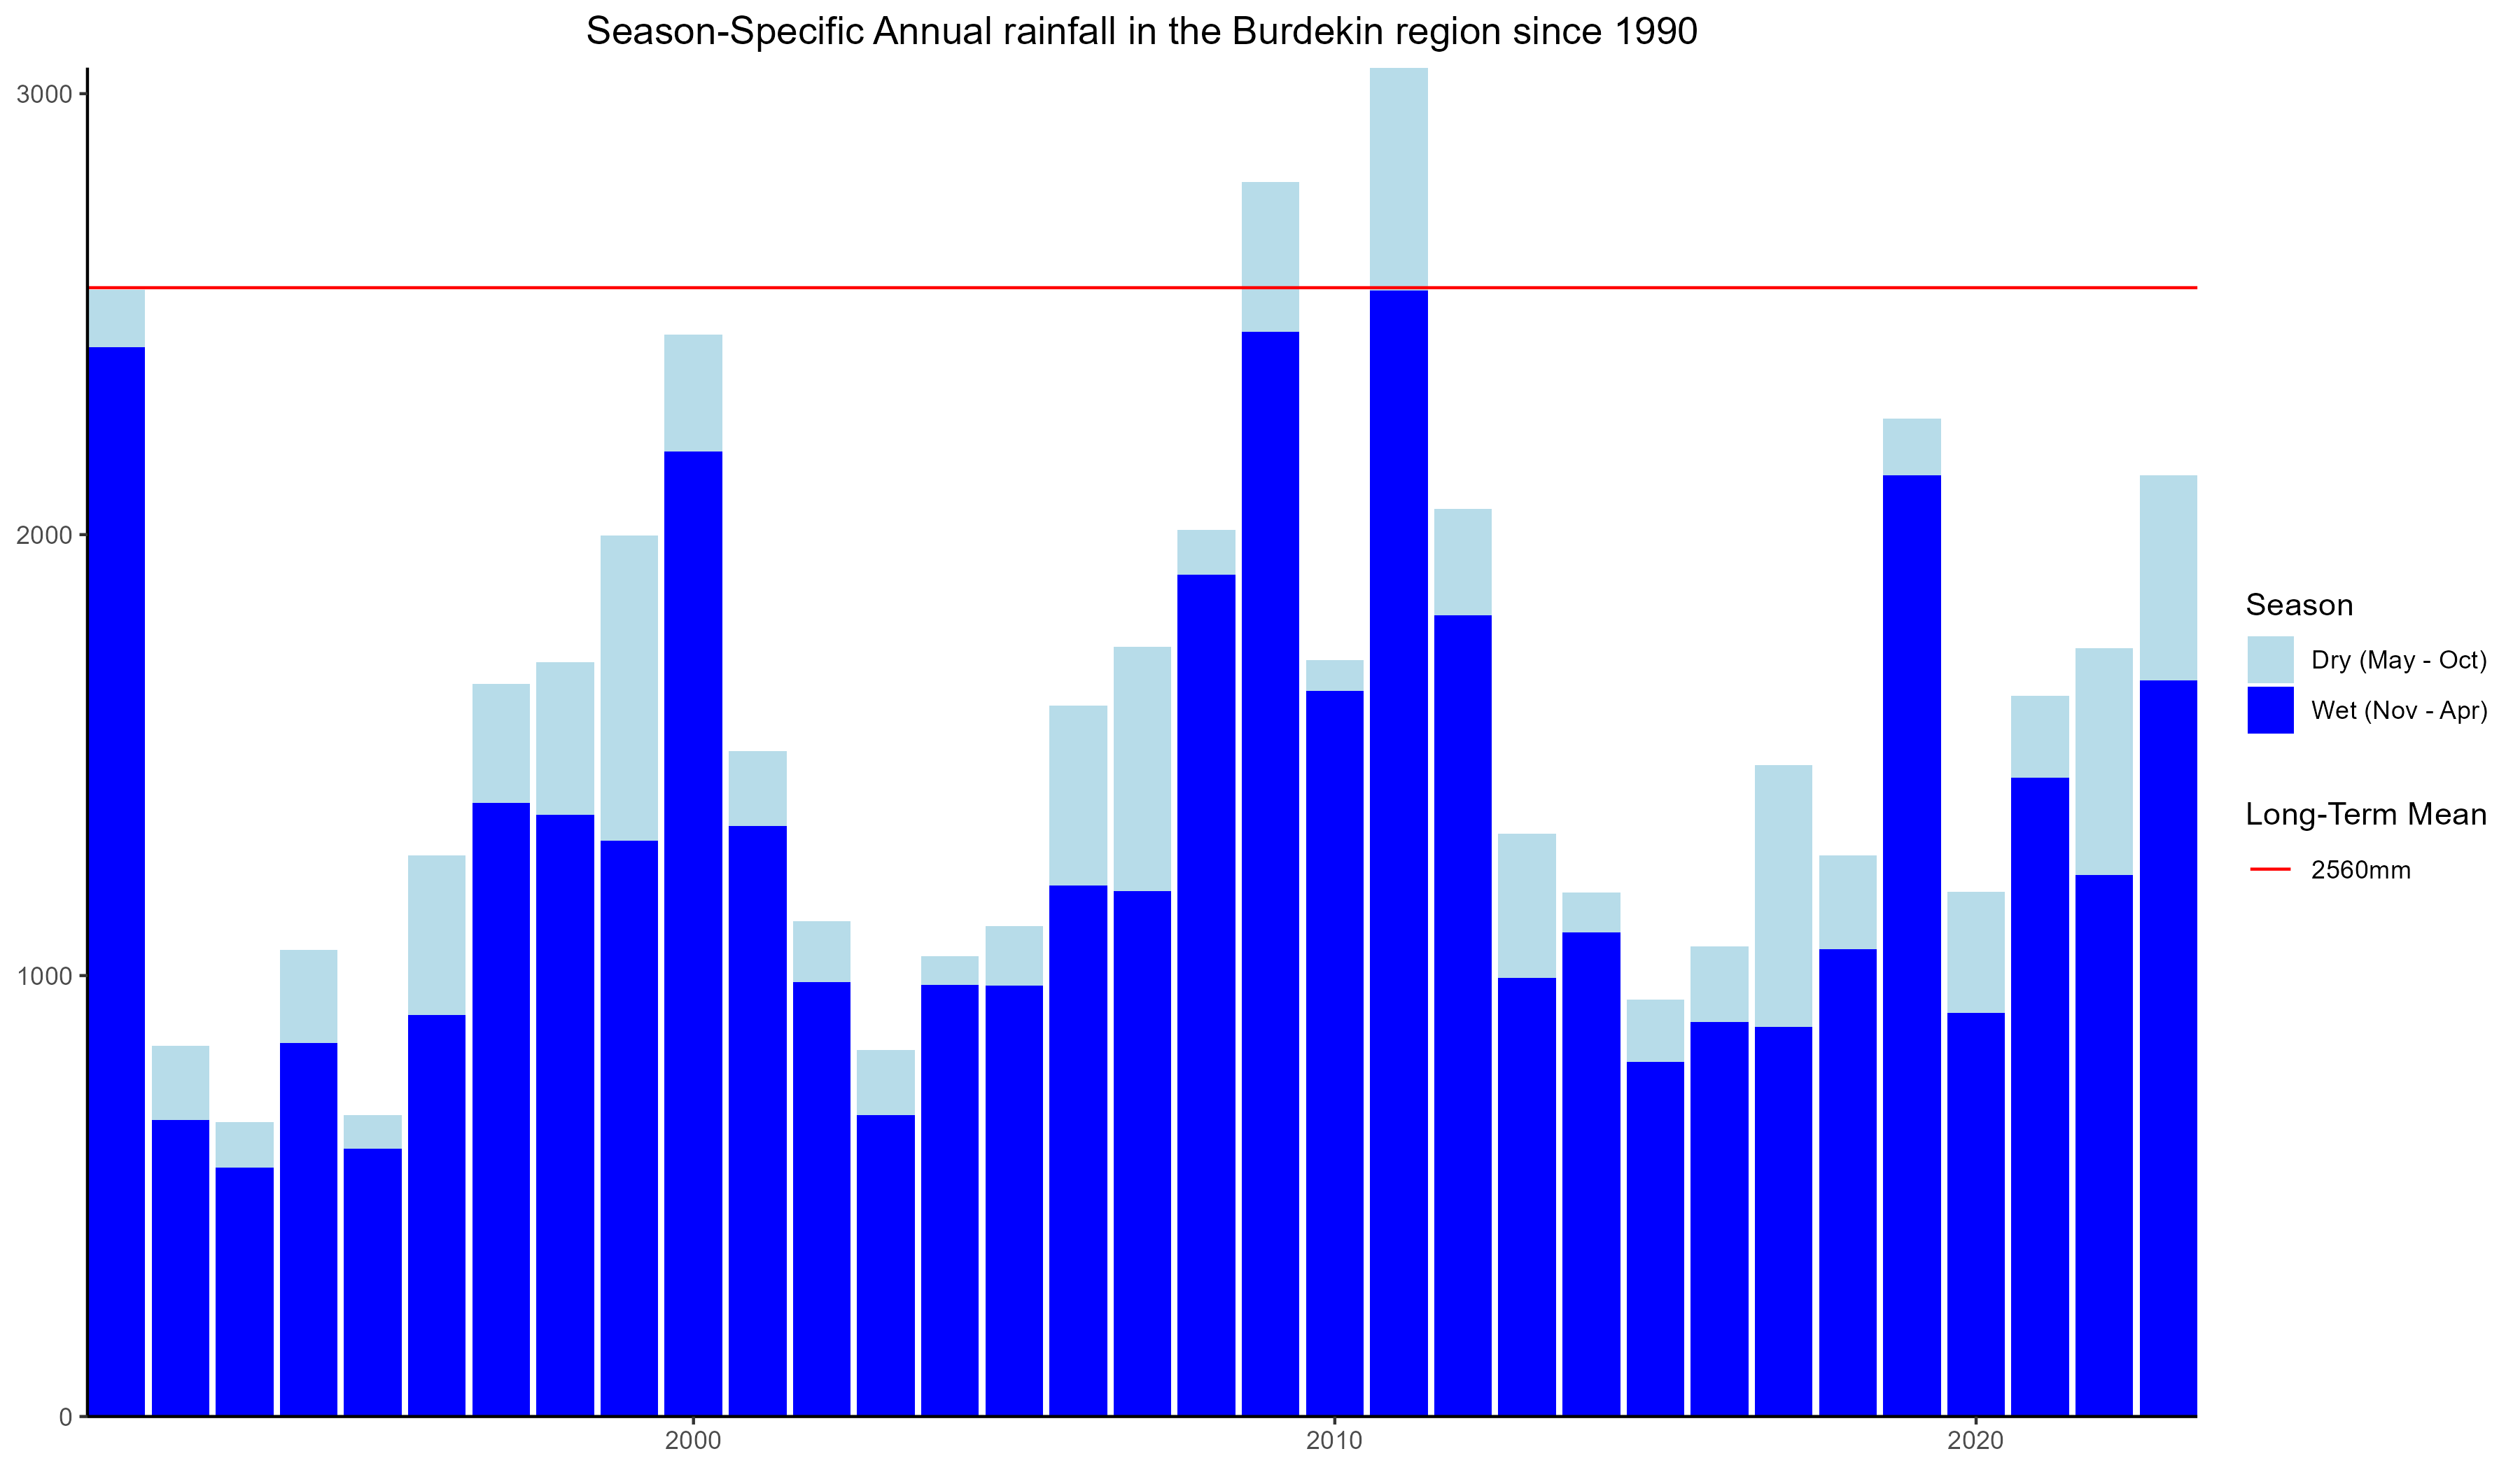 Season-Specific Annual rainfall in the Burdekin region since 1990
3000
2000
1000
0
2000
2010
2020
Season
Dry (May - Oct)
Wet (Nov - Apr)
Long-Term Mean
2560mm